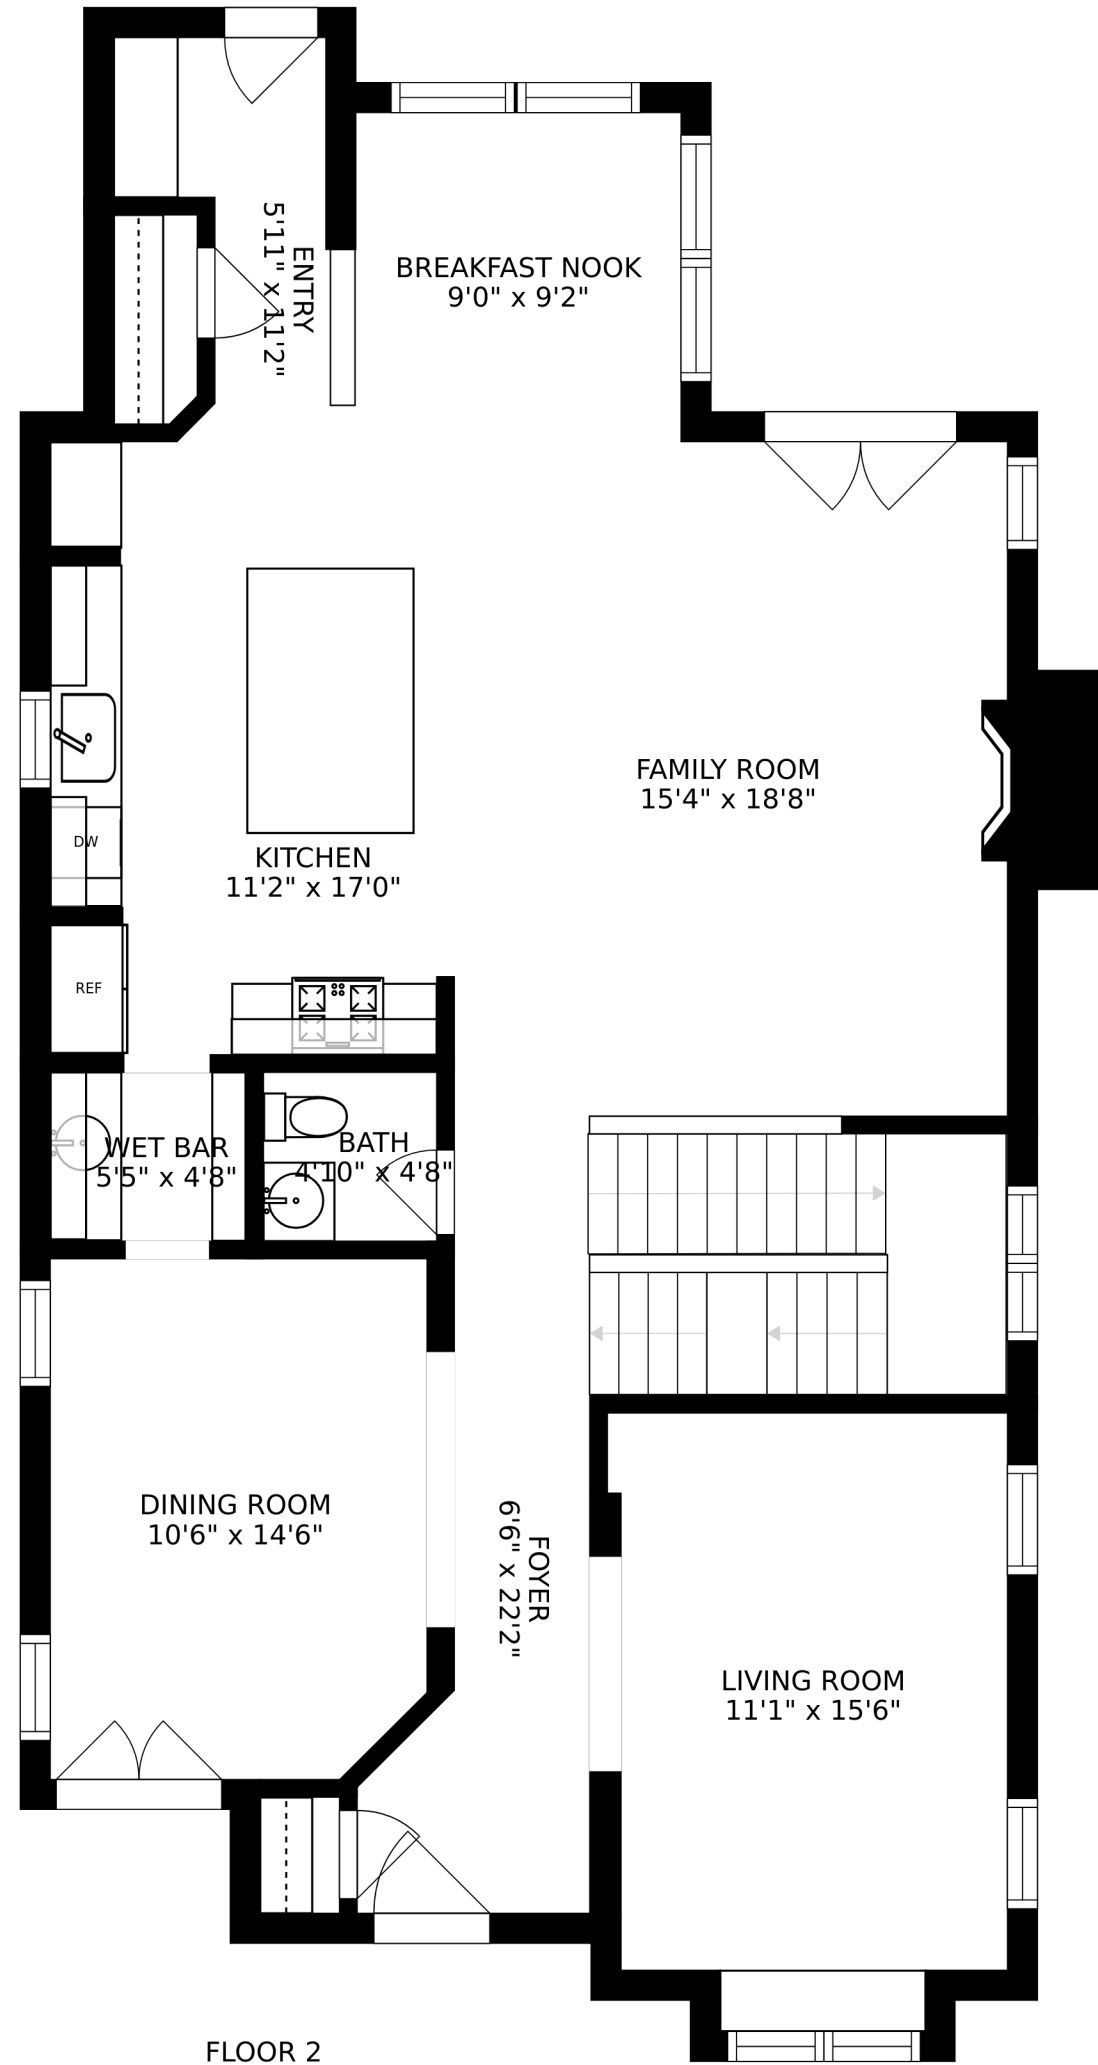 ENTRY
5'11" x 11'2"
BREAKFAST NOOK
9'0" x 9'2"
FAMILY ROOM
15'4" x 18'8"
DW
KITCHEN
11'2" x 17'0"
REF
WET BAR
5'5" x 4'8"
BATH
4'10" x 4'8"
DINING ROOM
10'6" x 14'6"
FOYER
6'6" x 22'2"
LIVING ROOM
11'1" x 15'6"
FLOOR 2